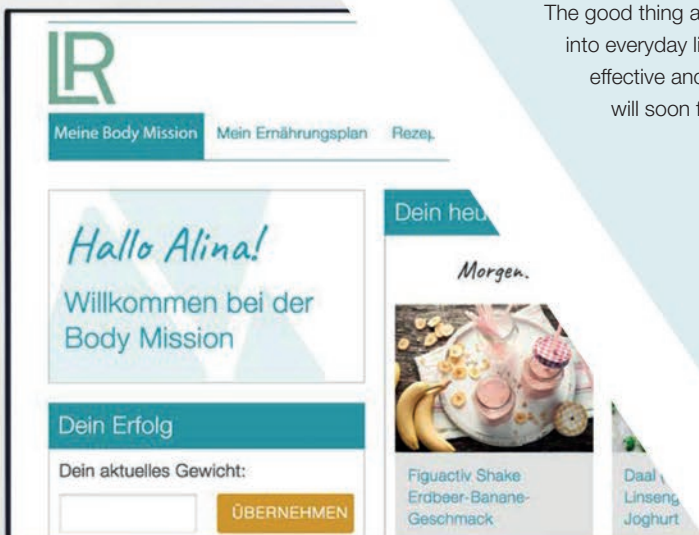 The good thing
into everyday
effective
will soon
LR
Meine Body Mission Mein Ernährungsplan
Hallo Alina!
Willkommen bei der
Body Mission
Dein
Morgen.
Dein Erfolg
Dein aktuelles Gewicht:
ÜBERNEHMEN
Figuactiv Shake
Erdbeer-Banane-
Geschmack
Daal
Joghurt